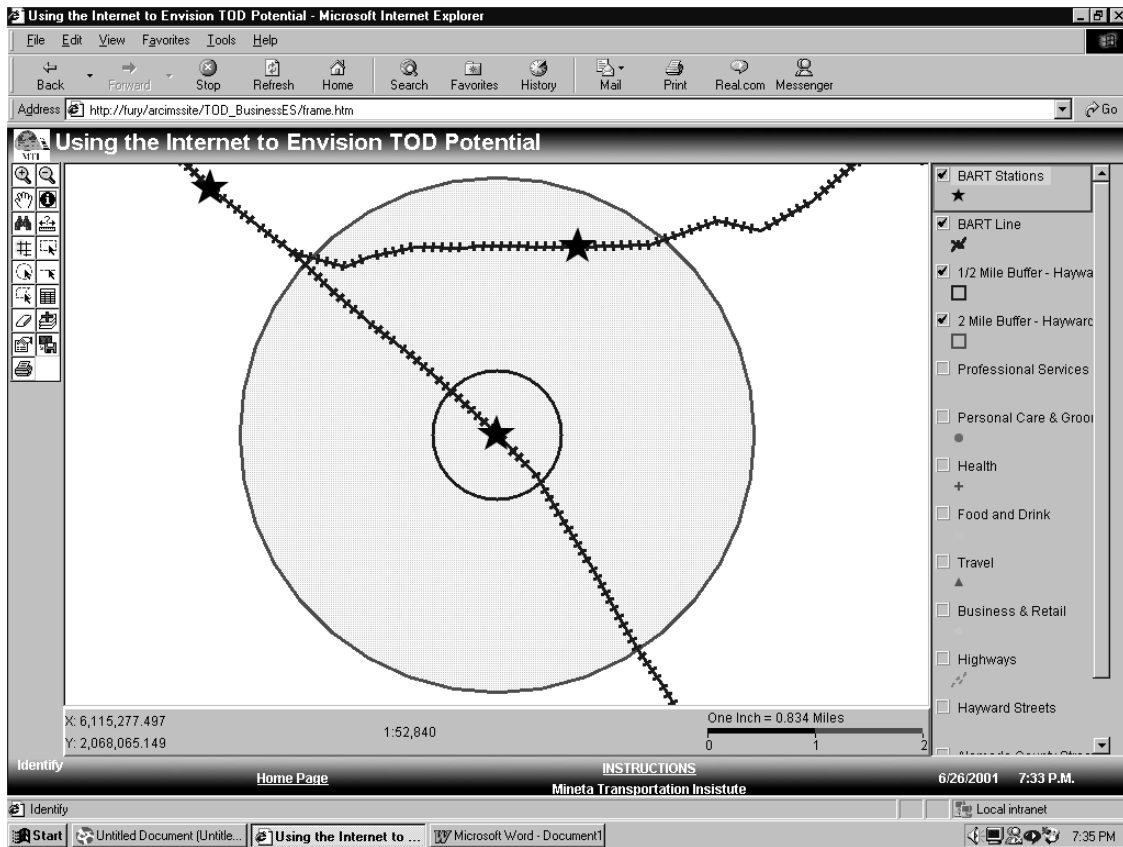 Using the Internet to Envision TOD Potential - Microsoft Internet Explorer
File Edit View Favorites Tools Help
Back Forward Stop Refresh Home Search Favorites History Mail Print Real.com Messenger
Address http://fury/arcimssite/TOD_BusinessES/frame.htm Go
MTI Using the Internet to Envision TOD Potential
BART Stations
BART Line
1/2 Mile Buffer - Haywa
2 Mile Buffer - Hayward
Professional Services
Personal Care & Groo
Health
Food and Drink
Travel
Business & Retail
Highways
Hayward Streets
X: 6,115,277.497
Y: 2,068,065.149
1:52,840
One Inch = 0.834 Miles
0 1 2
Identify
Home Page
INSTRUCTIONS
Mineta Transportation Insistute
6/26/2001 7:33 P.M.
Identify Local intranet
Start Untitled Document (Untitle... Using the Internet to ... Microsoft Word - Document1 7:35 PM